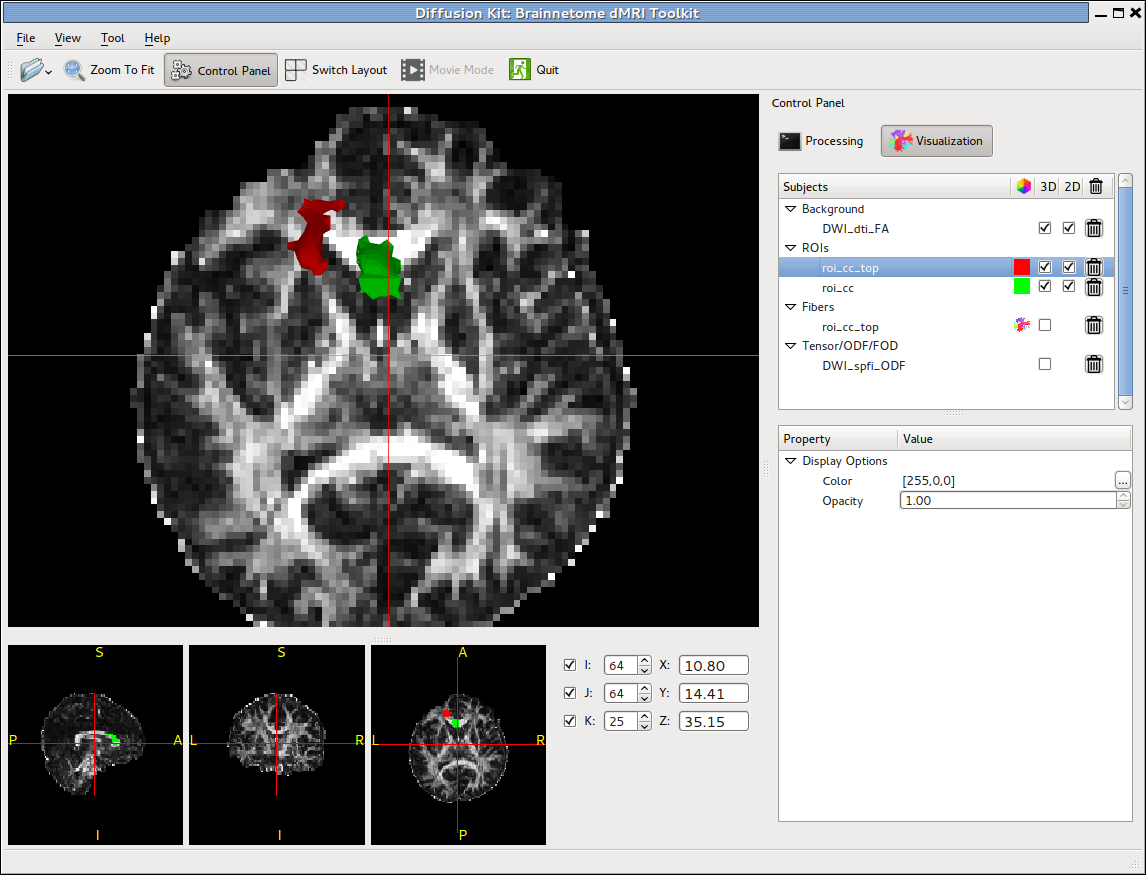 Diffusion Kit: Brainnetome dMRI Toolkit
File View Tool Help
Zoom To Fit Control Panel Switch Layout Movie Mode Quit
Control Panel
Processing Visualization
Subjects 3D 2D
Background
DWI_dti_FA
ROIs
roi_cc_top
roi_cc
Fibers
roi_cc_top
Tensor/ODF/FOD
DWI_spfi_ODF
Property Value
Display Options
Color [255,0,0] ...
Opacity 1.00
S S A
P A L R L R
I I P
I: 64 X: 10.80
J: 64 Y: 14.41
K: 25 Z: 35.15